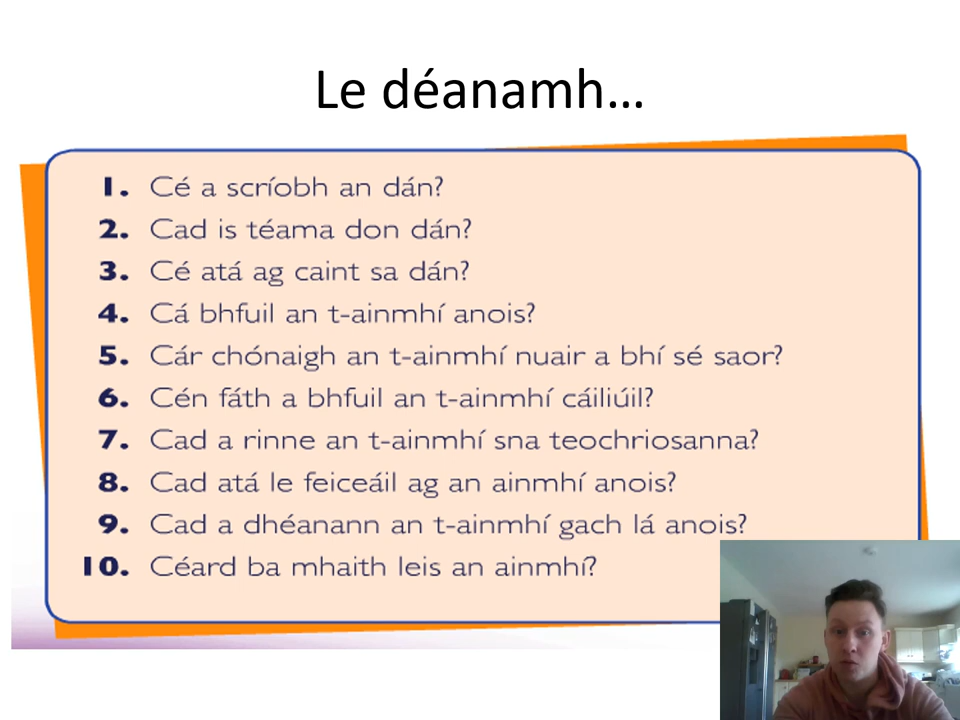 Le déanamh...
1. Cé a scríobh an dán?
2. Cad is téama don dán?
3. Cé atá ag caint sa dán?
4. Cá bhfuil an t-ainmhí anois?
5. Cár chónaigh an t-ainmhí nuair a bhí sé saor?
6. Cén fáth a bhfuil an t-ainmhí cáiliúil?
7. Cad a rinne an t-ainmhí sna teochriosanna?
8. Cad atá le feiceáil ag an ainmhí anois?
9. Cad a dhéanann an t-ainmhí gach lá anois?
10. Céard ba mhaith leis an ainmhí?